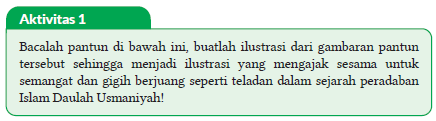 Aktivitas 1
Bacalah pantun di bawah ini, buatlah ilustrasi dari gambaran pantun
tersebut sehingga menjadi ilustrasi yang mengajak sesama untuk
semangat dan gigih berjuang seperti teladan dalam sejarah peradaban
Islam Daulah Usmaniyah!